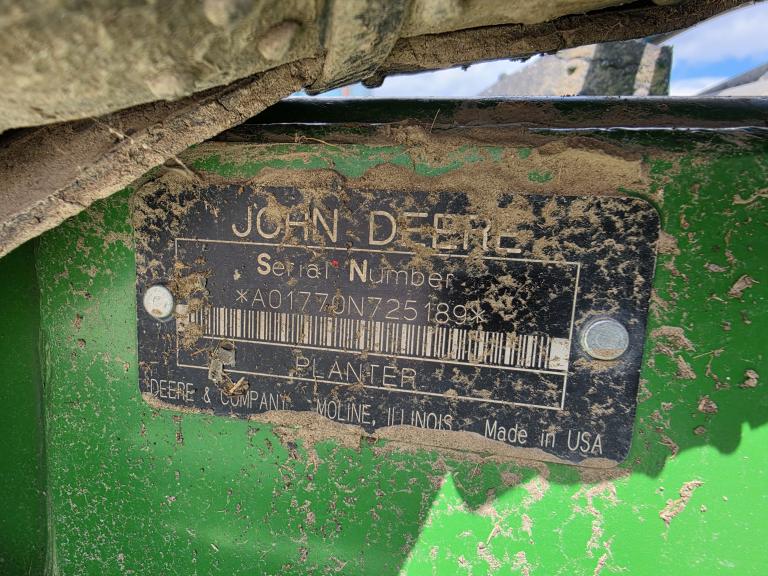 JOHN DEERE
Serial Number
*A01770N725189*
PLANTER
DEERE & COMPANY MOLINE, ILLINOIS Made in USA